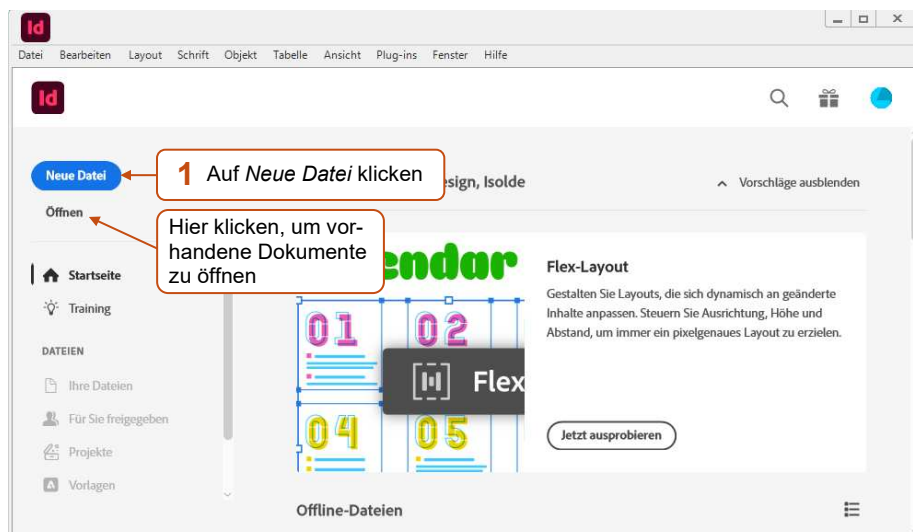 Id
Datei Bearbeiten Layout Schrift Objekt Tabelle Ansicht Plug-ins Fenster Hilfe
Id
Neue Datei
1 Auf Neue Datei klicken
esign, Isolde
Vorschläge ausblenden
Öffnen
Hier klicken, um vor-
handene Dokumente
zu öffnen
Startseite
Training
DATEIEN
Ihre Dateien
Für Sie freigegeben
Projekte
Vorlagen
endar
01 02
Flex
04 05
Flex-Layout
Gestalten Sie Layouts, die sich dynamisch an geänderte
Inhalte anpassen. Steuern Sie Ausrichtung, Höhe und
Abstand, um immer ein pixelgenaues Layout zu erzielen.
Jetzt ausprobieren
Offline-Dateien